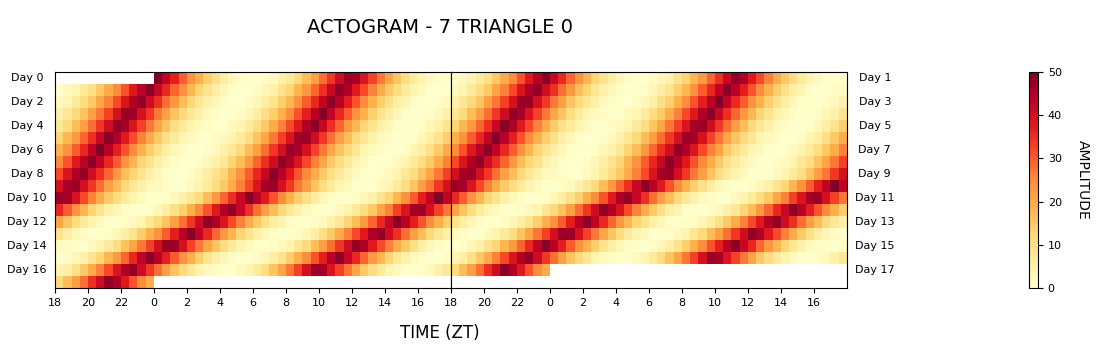 ACTOGRAM - 7 TRIANGLE 0
Day 0
Day 2
Day 4
Day 6
Day 8
Day 10
Day 12
Day 14
Day 16
Day 1
Day 3
Day 5
Day 7
Day 9
Day 11
Day 13
Day 15
Day 17
18 20 22 0 2 4 6 8 10 12 14 16 18 20 22 0 2 4 6 8 10 12 14 16
TIME (ZT)
50
40
30
20
10
0
AMPLITUDE